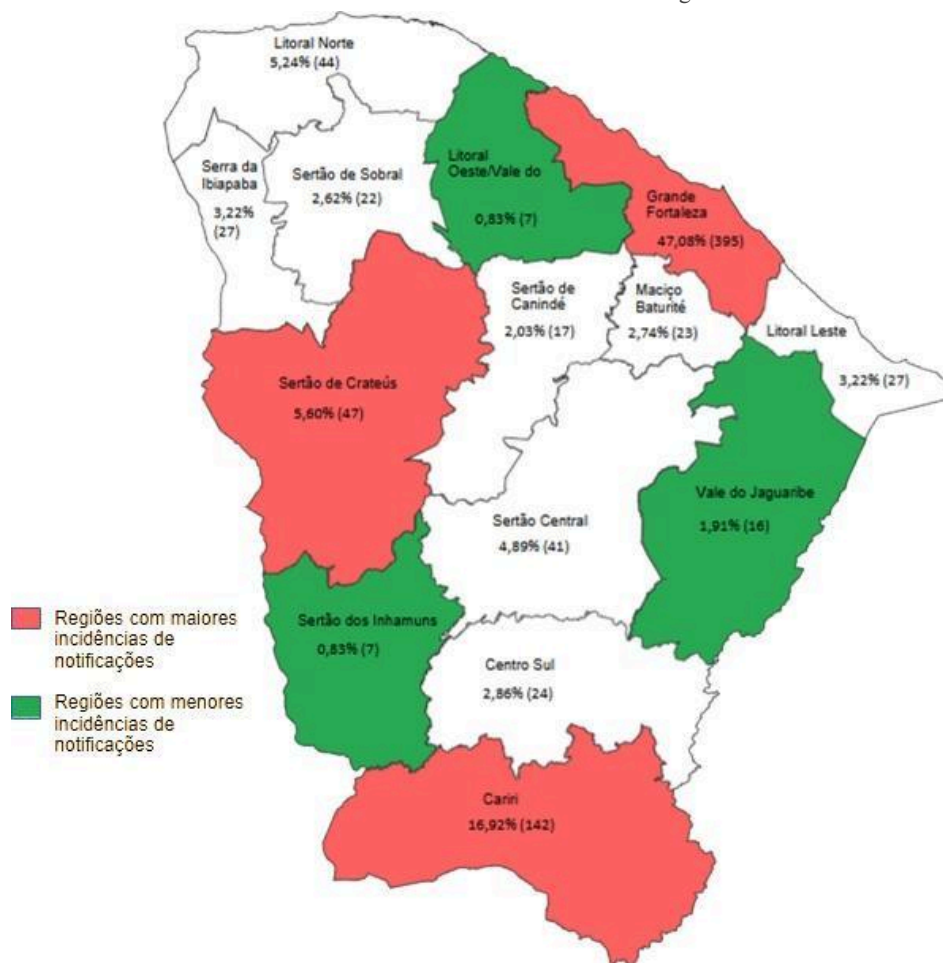 Litoral Norte
5,24% (44)
Serra da
Ibiapaba
3,22%
(27)
Sertão de Sobral
2,62% (22)
Litoral
Oeste/Vale do
0,83% (7)
Grande
Fortaleza
47,08% (395)
Sertão de
Canindé
2,03% (17)
Maciço
Baturité
2,74% (23)
Litoral Leste
3,22% (27)
Sertão de Crateús
5,60% (47)
Vale do Jaguaribe
1,91% (16)
Sertão Central
4,89% (41)
Sertão dos Inhamuns
0,83% (7)
Centro Sul
2,86% (24)
Cariri
16,92% (142)
Regiões com maiores
incidências de
notificações
Regiões com menores
incidências de
notificações